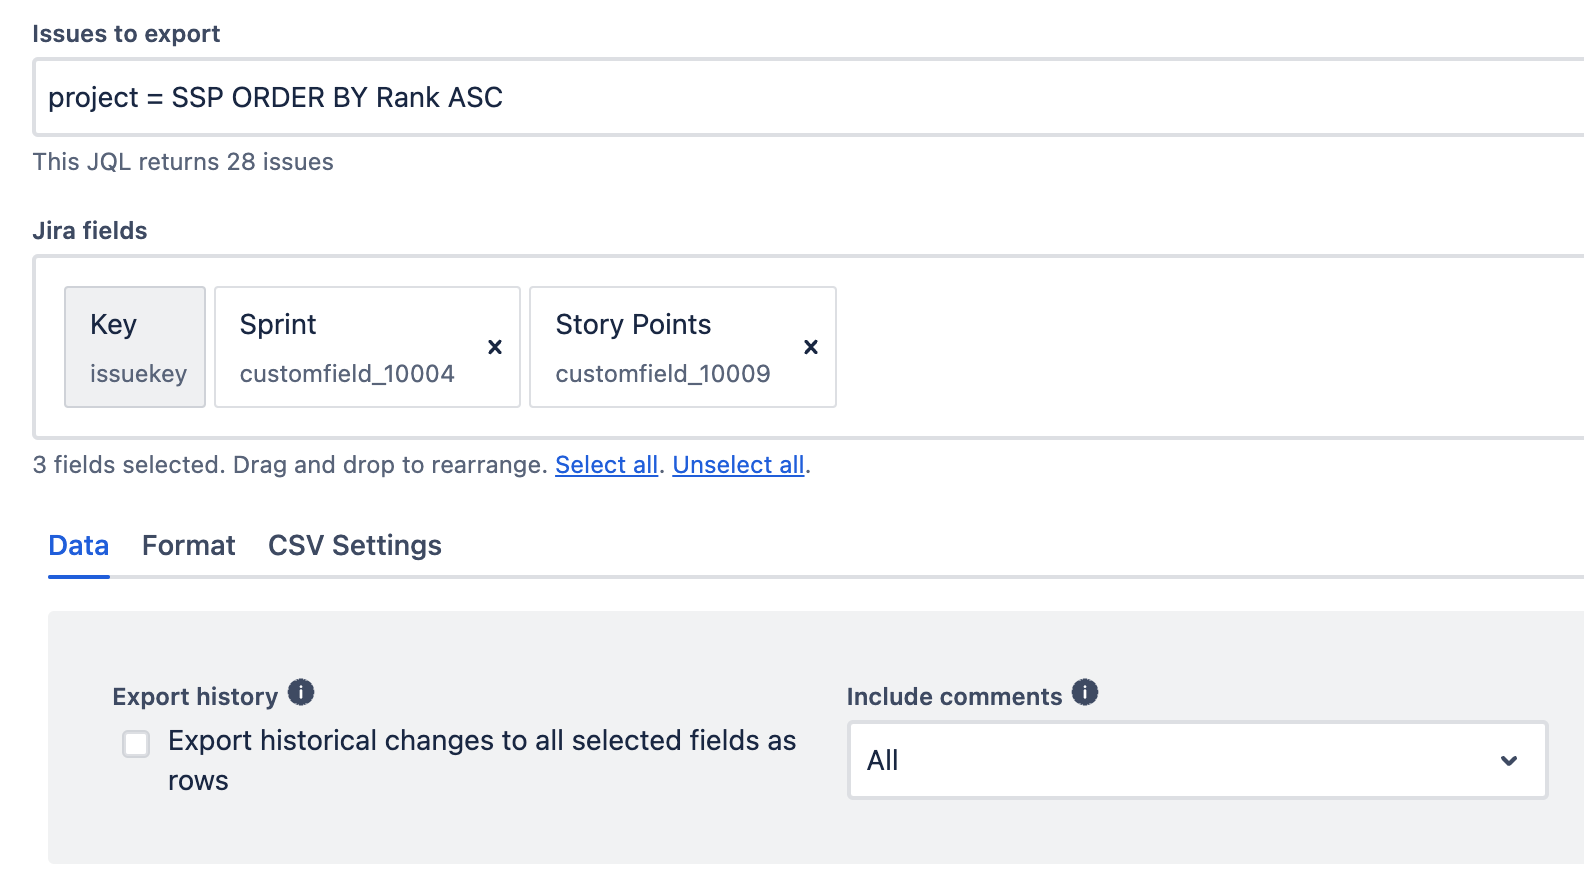 Issues to export
project = SSP ORDER BY Rank ASC
This JQL returns 28 issues
Jira fields
Key
issuekey
Sprint
customfield_10004
Story Points
customfield_10009
3 fields selected. Drag and drop to rearrange. Select all. Unselect all.
Data Format CSV Settings
Export history
Export historical changes to all selected fields as
rows
Include comments
All